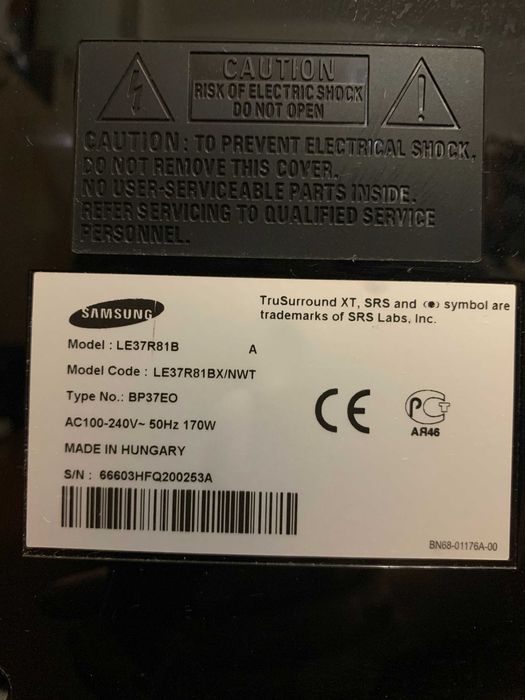 CAUTION
RISK OF ELECTRIC SHOCK
DO NOT OPEN
CAUTION: TO PREVENT ELECTRICAL SHOCK,
DO NOT REMOVE THIS COVER.
NO USER-SERVICEABLE PARTS INSIDE.
REFER SERVICING TO QUALIFIED SERVICE
PERSONNEL.
SAMSUNG
TruSurround XT, SRS and (●) symbol are
trademarks of SRS Labs, Inc.
Model : LE37R81B A
Model Code : LE37R81BX/NWT
Type No.: BP37EO
AC100-240V~ 50Hz 170W
MADE IN HUNGARY
S/N : 66603HFQ200253A
CE
РСТ
АЯ46
BN68-01176A-00